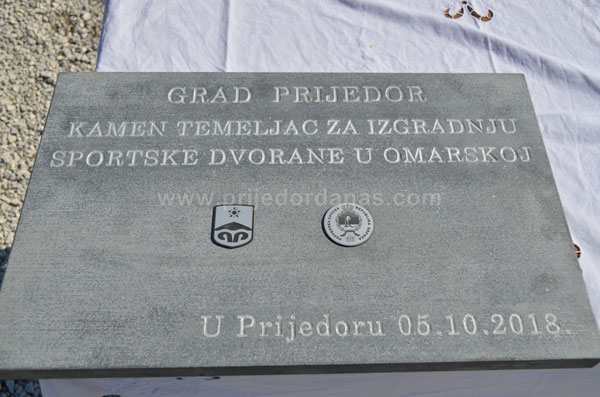 GRAD PRIJEDOR
KAMEN TEMELJAC ZA IZGRADNJU
SPORTSKE DVORANE U OMARSKOJ
www.prijedordanas.com
U Prijedoru 05.10.2018.